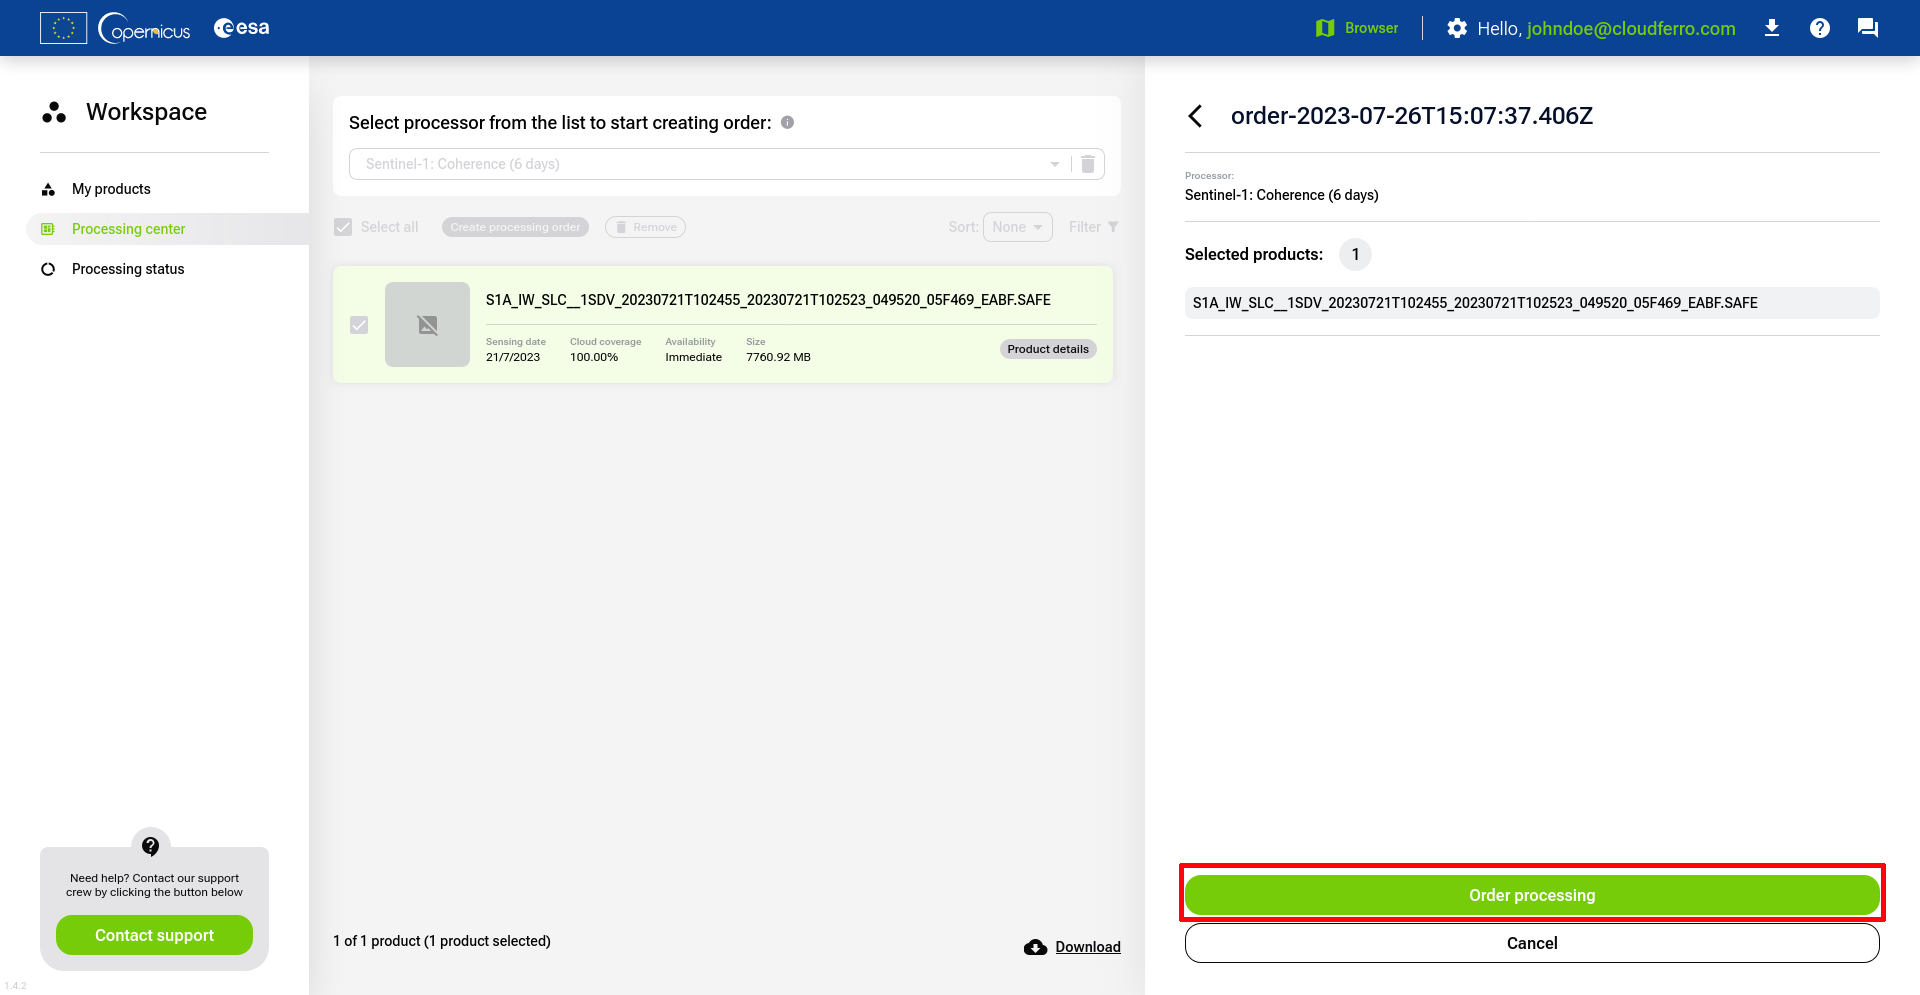 opernicus
esa
Browser
Hello, johndoe@cloudferro.com
Workspace
My products
Processing center
Processing status
Need help? Contact our support
crew by clicking the button below
Contact support
1.4.2
Select processor from the list to start creating order:
Sentinel-1: Coherence (6 days)
Select all
Create processing order
Remove
Sort:
None
Filter
S1A_IW_SLC__1SDV_20230721T102455_20230721T102523_049520_05F469_EABF.SAFE
Sensing date Cloud coverage Availability Size
21/7/2023 100.00% Immediate 7760.92 MB
Product details
1 of 1 product (1 product selected)
Download
order-2023-07-26T15:07:37.406Z
Processor:
Sentinel-1: Coherence (6 days)
Selected products: 1
S1A_IW_SLC__1SDV_20230721T102455_20230721T102523_049520_05F469_EABF.SAFE
Order processing
Cancel